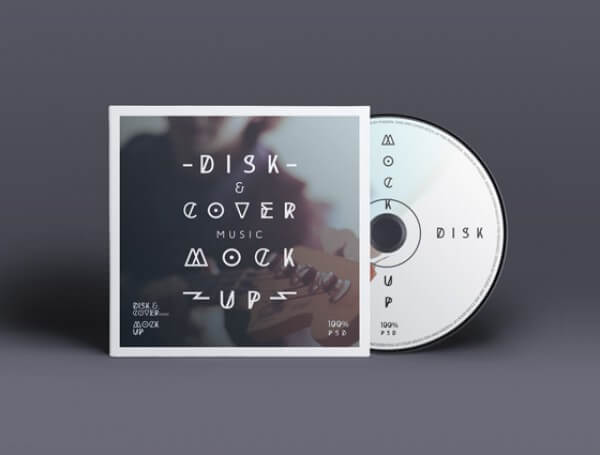 -DISK-
&
COVER
MUSIC
MOCK
UP
DISK &
COVER
MOCK
UP
100%
PSD
MOCK
UP
DISK
100%
PSD